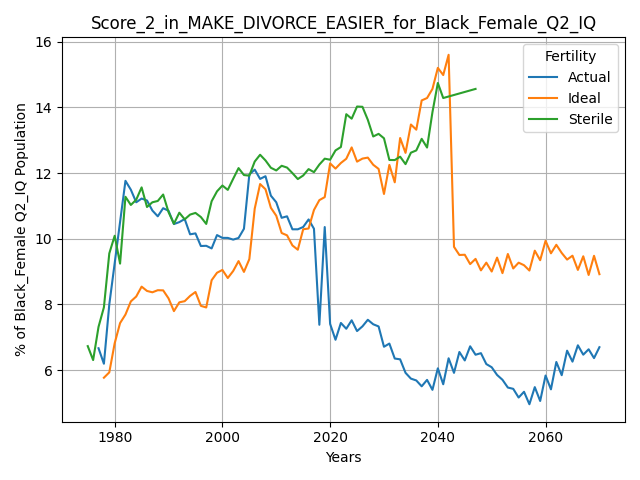 Score_2_in_MAKE_DIVORCE_EASIER_for_Black_Female_Q2_IQ
% of Black_Female Q2_IQ Population
16
14
12
10
8
6
Fertility
Actual
Ideal
Sterile
1980
2000
2020
2040
2060
Years